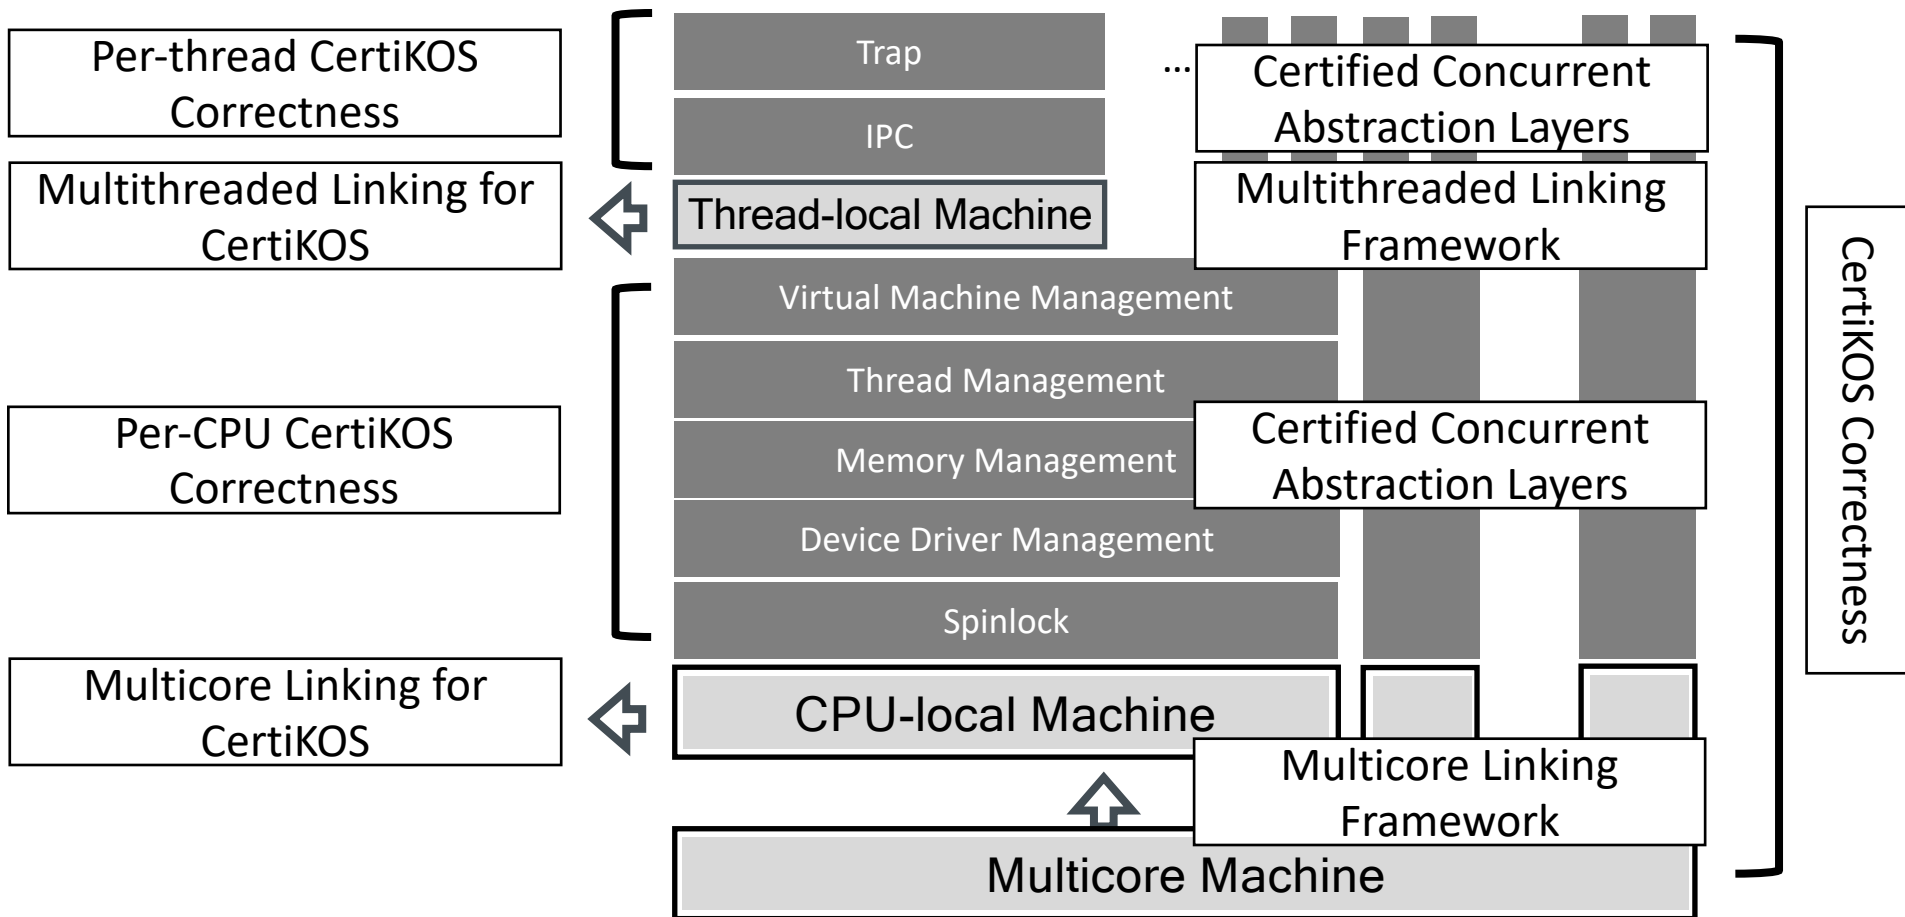 Per-thread CertiKOS
Correctness
Multithreaded Linking for
CertiKOS
Per-CPU CertiKOS
Correctness
Multicore Linking for
CertiKOS
Trap
IPC
Thread-local Machine
Virtual Machine Management
Thread Management
Memory Management
Device Driver Management
Spinlock
CPU-local Machine
Multicore Machine
...
Certified Concurrent
Abstraction Layers
Multithreaded Linking
Framework
Certified Concurrent
Abstraction Layers
Multicore Linking
Framework
CertiKOS Correctness